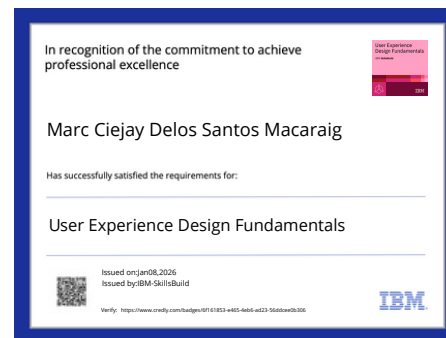 In recognition of the commitment to achieve
professional excellence
User Experience
Design Fundamentals
IBM
Marc Ciejay Delos Santos Macaraig
Has successfully satisfied the requirements for:
User Experience Design Fundamentals
Issued on:Jan08,2026
Issued by:IBM-SkillsBuild
Verify: https://www.credly.com/badges/6f161853-e465-4eb6-ad23-56ddcee0b306
IBM